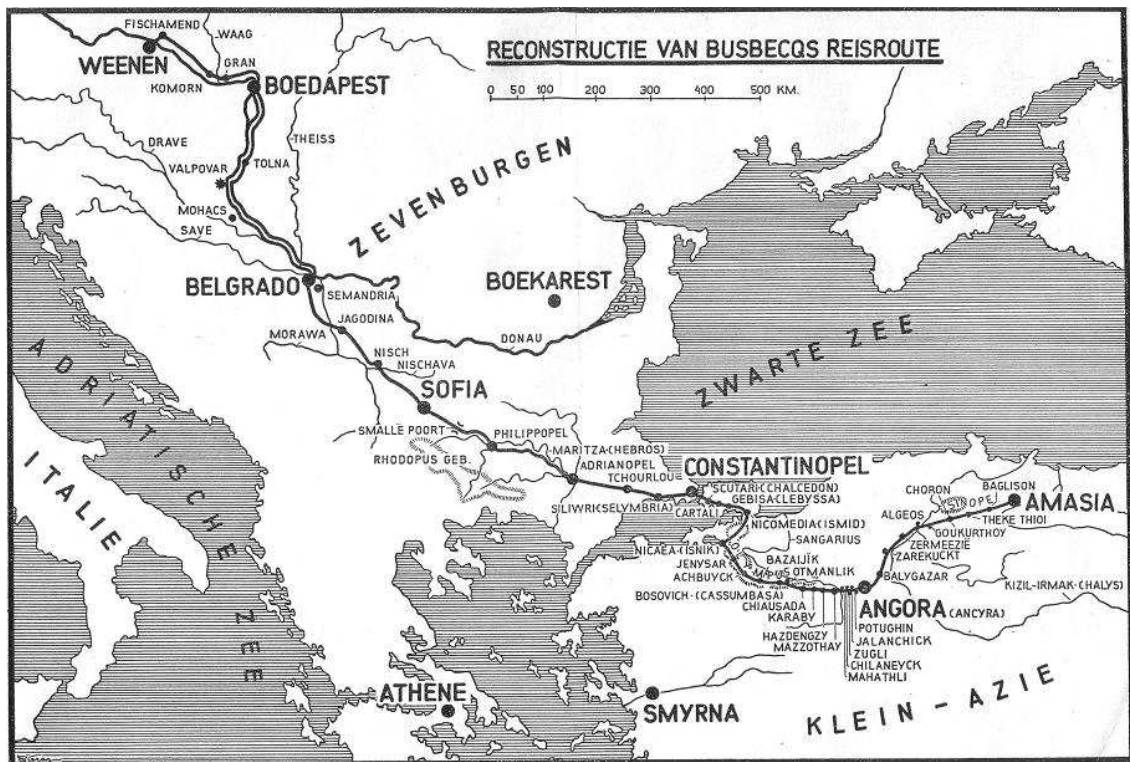 RECONSTRUCTIE VAN BUSBECQS REISROUTE
0 50 120 200 300 400 500 KM.
FISCHAMEND
WAAG
WEENEN
GRAN
KOMORN
BOEDAPEST
DRAVE
THEISS
VALPOVAR
TOLNA
MOHACS
SAVE
ZEVENBURGEN
BELGRADO
SEMANDRIA
BOEKAREST
JAGODINA
MORAWA
DONAU
NISCH
NISCHAVA
ZWARTE ZEE
ADRIATISCHE ZEE
ITALIE
SOFIA
SMALLE POORT
PHILIPPOPEL
RHODOPUS GEB.
MARITZA-(HEBROS)
ADRIANOPEL
TCHOURLOU
CONSTANTINOPEL
SILIWRI(SELYMBRIA)
SCUTARI-(CHALCEDON)
GEBISA-(LEBYSSA)
CARTALI
NICOMEDIA(ISMID)
SANGARIUS
NICAEA-(ISNIK)
JENYSAR
ACHBUYCK
BAZAIJIK
OTMANLIK
BOSOVICH-(CASSUMBASA)
CHIAUSADA
KARABY
HAZDENGZY
MAZZOTHAY
CHORON
SINOPE
BAGLISON
AMASIA
ALGEOS
THEKE THIOI
GOUKURTHOY
ZERMEEZIE
ZAREKUCKT
BALYGAZAR
KIZIL-IRMAK-(HALYS)
ANGORA (ANCYRA)
POTUGHIN
JALANCHICK
ZUGLI
CHILANEYCK
MAHATHLI
ATHENE
SMYRNA
KLEIN-AZIE